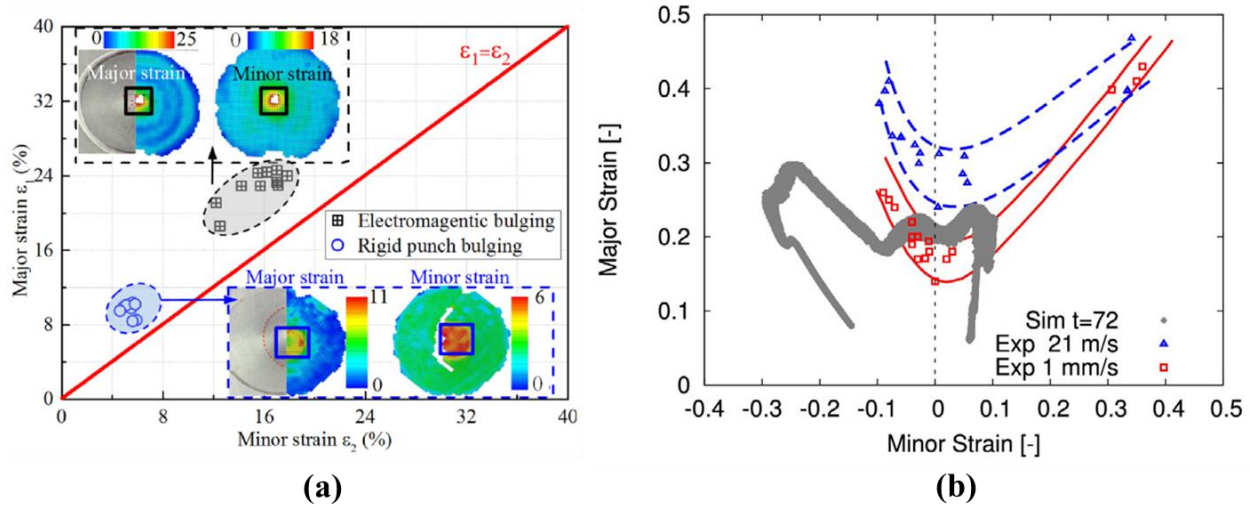 40
32
24
16
8
0
Major strain ε1 (%)
0 25 0 18
Major strain
Minor strain
ε1=ε2
Electromagentic bulging
Rigid punch bulging
Major strain
Minor strain
11
0
6
0
0 8 16 24 32 40
Minor strain ε2 (%)
(a)
0.5
0.4
0.3
0.2
0.1
0
Major Strain [-]
Sim t=72
Exp 21 m/s
Exp 1 mm/s
-0.4 -0.3 -0.2 -0.1 0 0.1 0.2 0.3 0.4 0.5
Minor Strain [-]
(b)